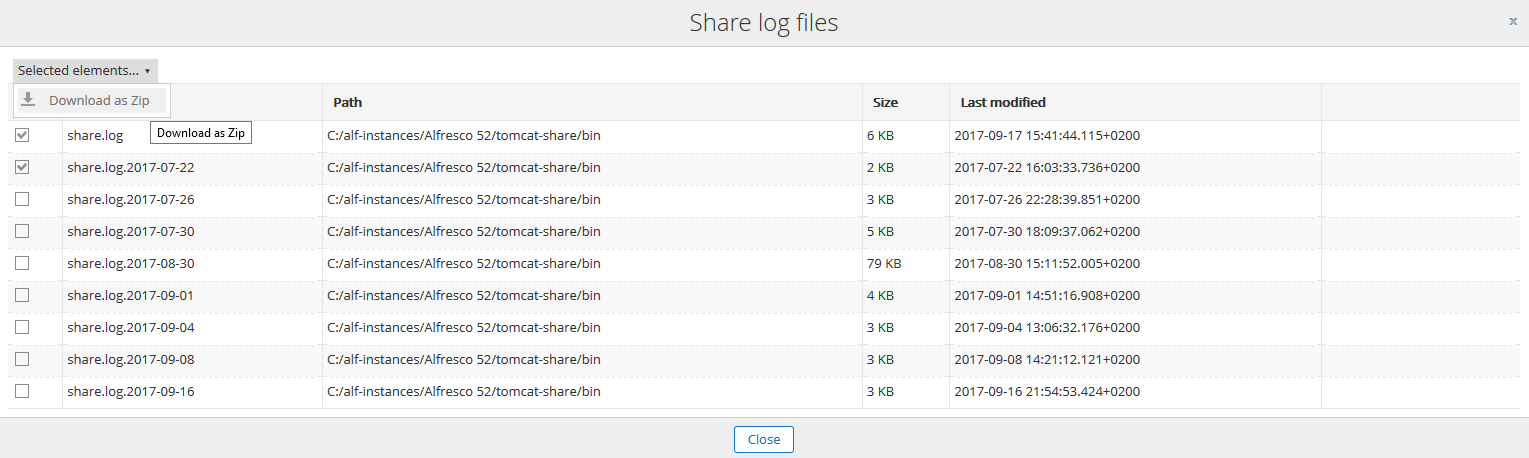 Share log files
x
Selected elements... ▾
Download as Zip
Path Size Last modified
Download as Zip
share.log C:/alf-instances/Alfresco 52/tomcat-share/bin 6 KB 2017-09-17 15:41:44.115+0200
share.log.2017-07-22 C:/alf-instances/Alfresco 52/tomcat-share/bin 2 KB 2017-07-22 16:03:33.736+0200
share.log.2017-07-26 C:/alf-instances/Alfresco 52/tomcat-share/bin 3 KB 2017-07-26 22:28:39.851+0200
share.log.2017-07-30 C:/alf-instances/Alfresco 52/tomcat-share/bin 5 KB 2017-07-30 18:09:37.062+0200
share.log.2017-08-30 C:/alf-instances/Alfresco 52/tomcat-share/bin 79 KB 2017-08-30 15:11:52.005+0200
share.log.2017-09-01 C:/alf-instances/Alfresco 52/tomcat-share/bin 4 KB 2017-09-01 14:51:16.908+0200
share.log.2017-09-04 C:/alf-instances/Alfresco 52/tomcat-share/bin 3 KB 2017-09-04 13:06:32.176+0200
share.log.2017-09-08 C:/alf-instances/Alfresco 52/tomcat-share/bin 3 KB 2017-09-08 14:21:12.121+0200
share.log.2017-09-16 C:/alf-instances/Alfresco 52/tomcat-share/bin 3 KB 2017-09-16 21:54:53.424+0200
Close